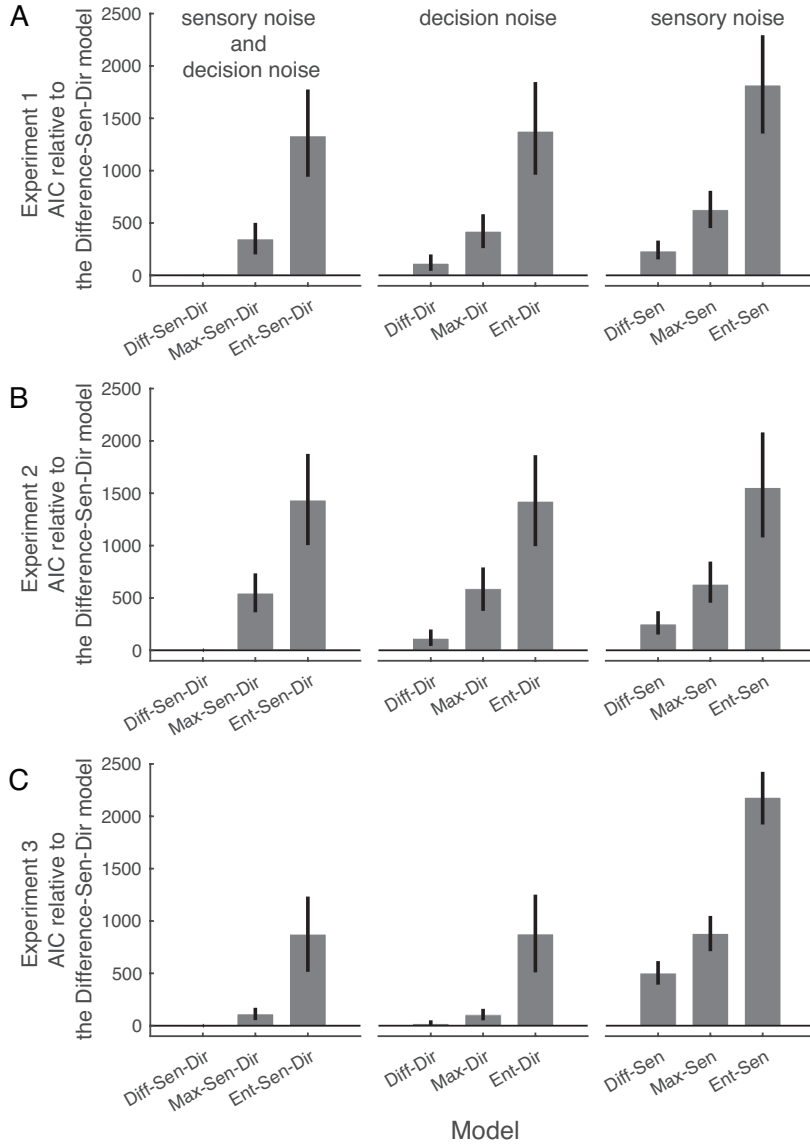 A
sensory noise
and
decision noise
decision noise
sensory noise
Experiment 1
AIC relative to
the Difference-Sen-Dir model
2500
2000
1500
1000
500
0
Diff-Sen-Dir
Max-Sen-Dir
Ent-Sen-Dir
Diff-Dir
Max-Dir
Ent-Dir
Diff-Sen
Max-Sen
Ent-Sen
B
Experiment 2
AIC relative to
the Difference-Sen-Dir model
2500
2000
1500
1000
500
0
Diff-Sen-Dir
Max-Sen-Dir
Ent-Sen-Dir
Diff-Dir
Max-Dir
Ent-Dir
Diff-Sen
Max-Sen
Ent-Sen
C
Experiment 3
AIC relative to
the Difference-Sen-Dir model
2500
2000
1500
1000
500
0
Diff-Sen-Dir
Max-Sen-Dir
Ent-Sen-Dir
Diff-Dir
Max-Dir
Ent-Dir
Diff-Sen
Max-Sen
Ent-Sen
Model